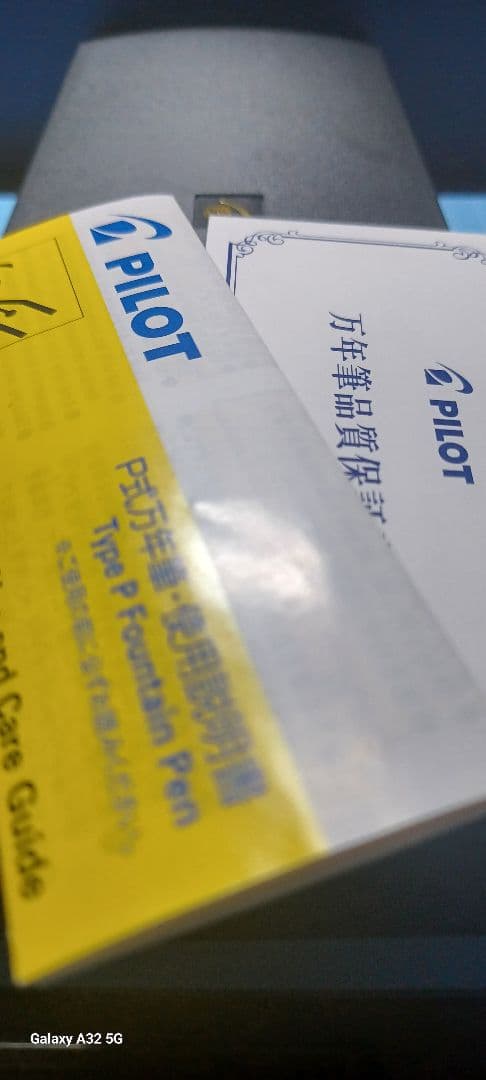 PILOT
P式万年筆・使用説明書
Type P Fountain Pen
Care Guide
PILOT
万年筆品質保証
Galaxy A32 5G